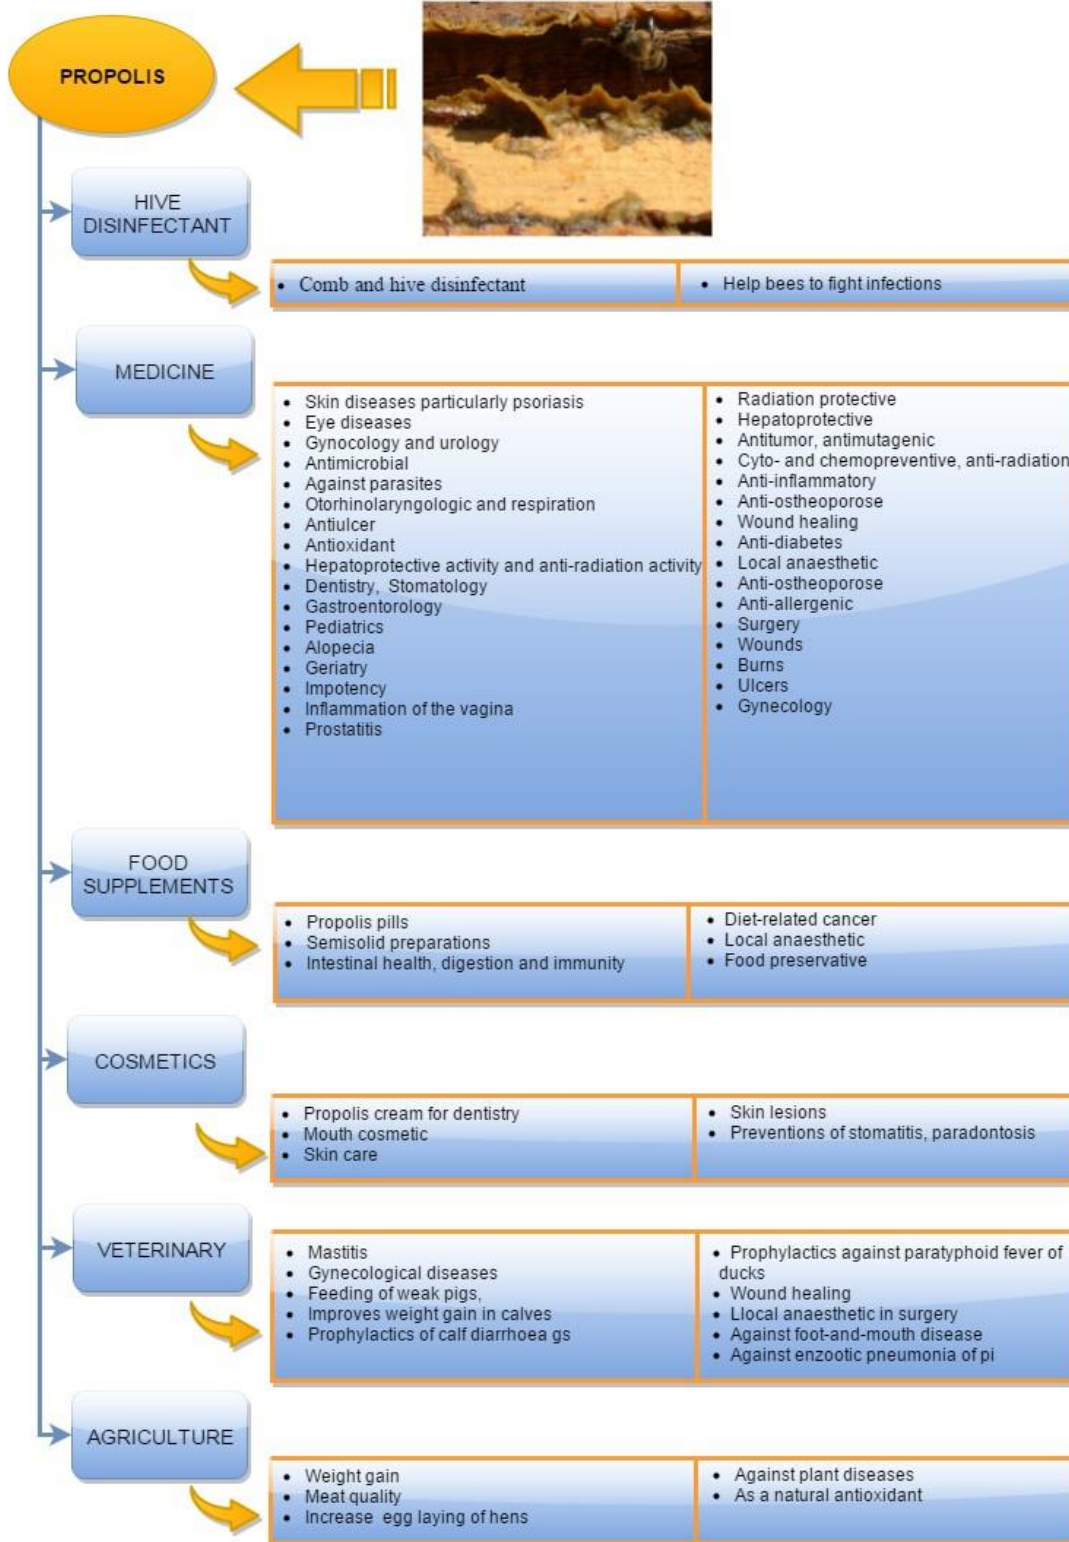 PROPOLIS
HIVE
DISINFECTANT
• Comb and hive disinfectant
• Help bees to fight infections
MEDICINE
• Skin diseases particularly psoriasis
• Eye diseases
• Gynocology and urology
• Antimicrobial
• Against parasites
• Otorhinolaryngologic and respiration
• Antiulcer
• Antioxidant
• Hepatoprotective activity and anti-radiation activity
• Dentistry, Stomatology
• Gastroentorology
• Pediatrics
• Alopecia
• Geriatry
• Impotency
• Inflammation of the vagina
• Prostatitis
• Radiation protective
• Hepatoprotective
• Antitumor, antimutagenic
• Cyto- and chemopreventive, anti-radiation
• Anti-inflammatory
• Anti-ostheoporose
• Wound healing
• Anti-diabetes
• Local anaesthetic
• Anti-ostheoporose
• Anti-allergenic
• Surgery
• Wounds
• Burns
• Ulcers
• Gynecology
FOOD
SUPPLEMENTS
• Propolis pills
• Semisolid preparations
• Intestinal health, digestion and immunity
• Diet-related cancer
• Local anaesthetic
• Food preservative
COSMETICS
• Propolis cream for dentistry
• Mouth cosmetic
• Skin care
• Skin lesions
• Preventions of stomatitis, paradontosis
VETERINARY
• Mastitis
• Gynecological diseases
• Feeding of weak pigs,
• Improves weight gain in calves
• Prophylactics of calf diarrhoea gs
• Prophylactics against paratyphoid fever of
ducks
• Wound healing
• Llocal anaesthetic in surgery
• Against foot-and-mouth disease
• Against enzootic pneumonia of pi
AGRICULTURE
• Weight gain
• Meat quality
• Increase egg laying of hens
• Against plant diseases
• As a natural antioxidant